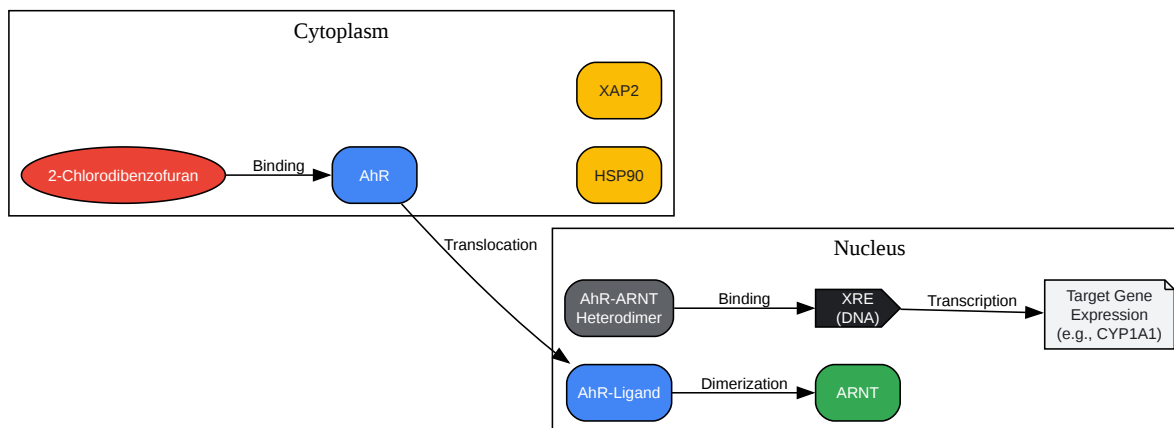 Cytoplasm
XAP2
2-Chlorodibenzofuran
Binding
AhR
HSP90
Translocation
Nucleus
AhR-ARNT
Heterodimer
Binding
XRE
(DNA)
Transcription
Target Gene
Expression
(e.g., CYP1A1)
AhR-Ligand
Dimerization
ARNT